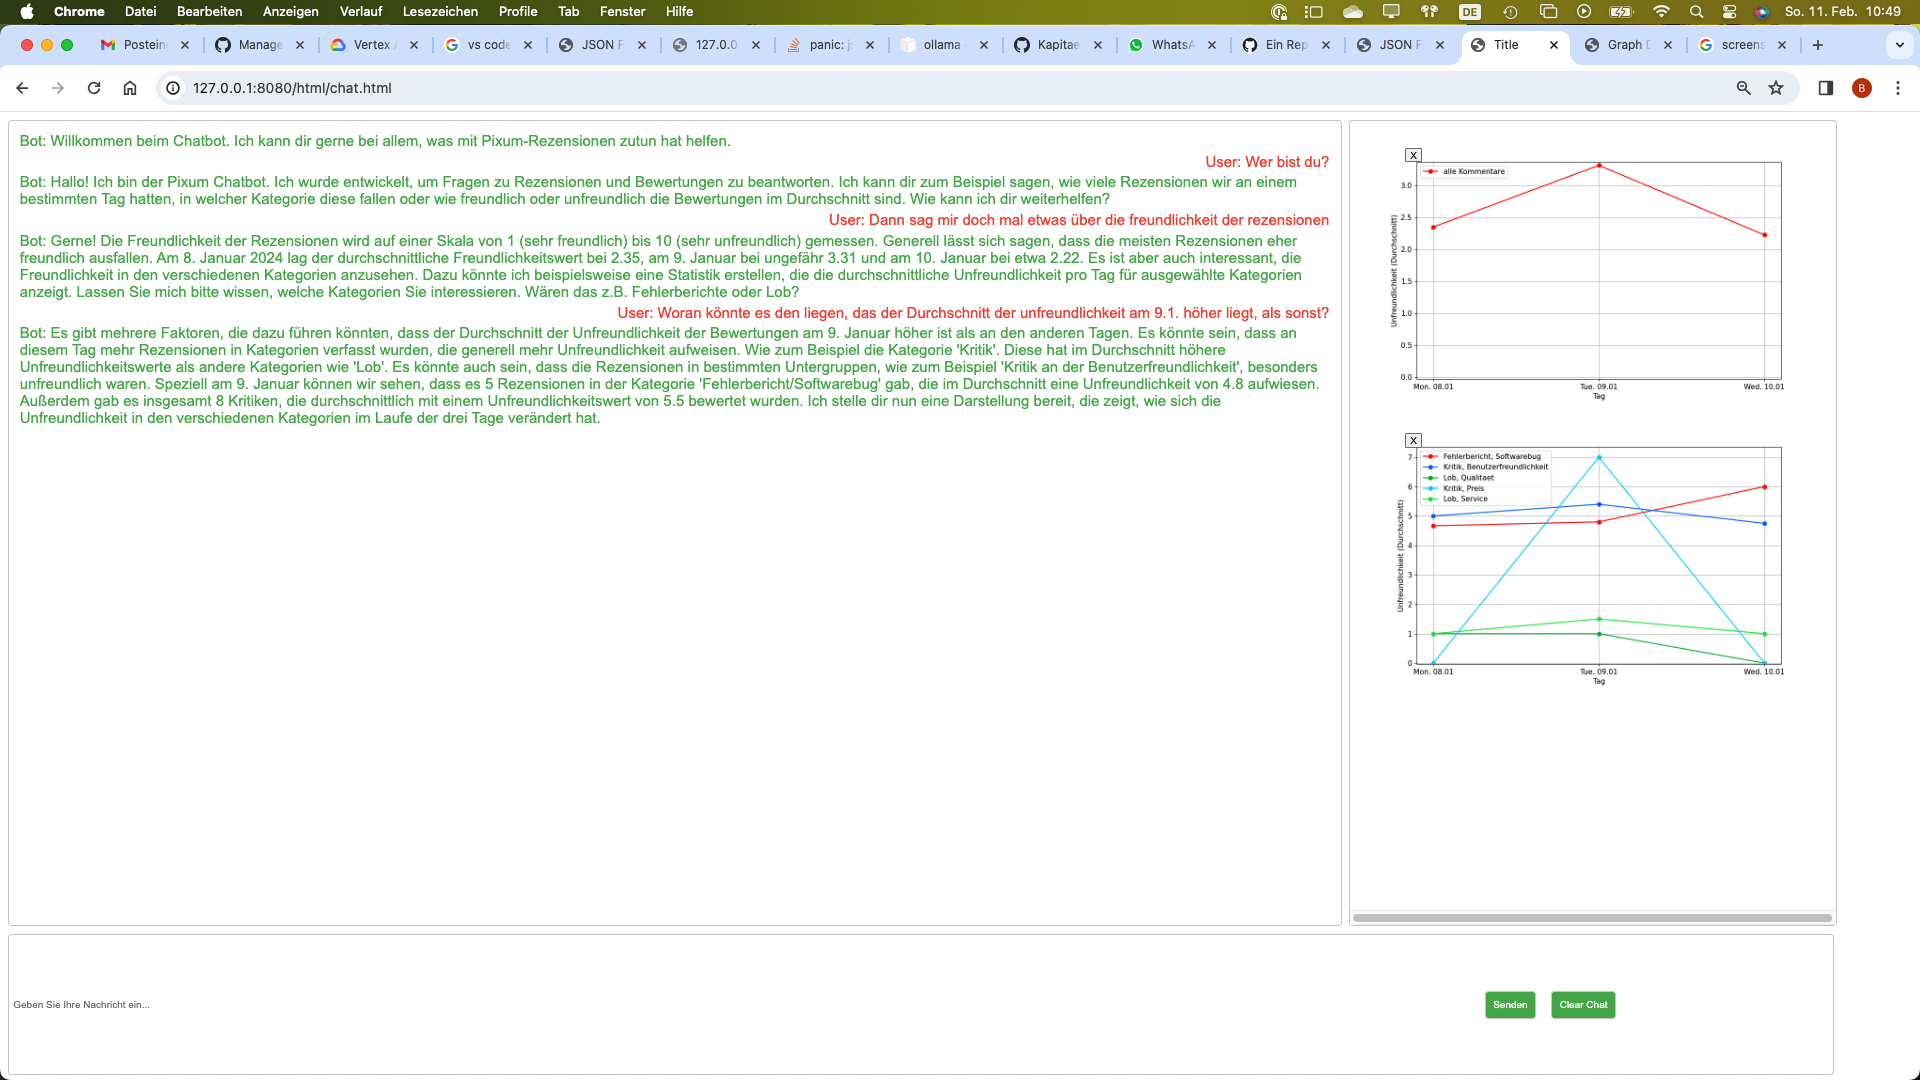 Chrome Datei Bearbeiten Anzeigen Verlauf Lesezeichen Profile Tab Fenster Hilfe DE So. 11. Feb. 10:49
Postein Manage Vertex vs code JSON F 127.0.0 panic: ollama Kapitae WhatsA Ein Rep JSON F Title Graph screens
127.0.0.1:8080/html/chat.html B
Bot: Willkommen beim Chatbot. Ich kann dir gerne bei allem, was mit Pixum-Rezensionen zutun hat helfen.
User: Wer bist du?
Bot: Hallo! Ich bin der Pixum Chatbot. Ich wurde entwickelt, um Fragen zu Rezensionen und Bewertungen zu beantworten. Ich kann dir zum Beispiel sagen, wie viele Rezensionen wir an einem
bestimmten Tag hatten, in welcher Kategorie diese fallen oder wie freundlich oder unfreundlich die Bewertungen im Durchschnitt sind. Wie kann ich dir weiterhelfen?
User: Dann sag mir doch mal etwas über die freundlichkeit der rezensionen
Bot: Gerne! Die Freundlichkeit der Rezensionen wird auf einer Skala von 1 (sehr freundlich) bis 10 (sehr unfreundlich) gemessen. Generell lässt sich sagen, dass die meisten Rezensionen eher
freundlich ausfallen. Am 8. Januar 2024 lag der durchschnittliche Freundlichkeitswert bei 2.35, am 9. Januar bei ungefähr 3.31 und am 10. Januar bei etwa 2.22. Es ist aber auch interessant, die
Freundlichkeit in den verschiedenen Kategorien anzusehen. Dazu könnte ich beispielsweise eine Statistik erstellen, die die durchschnittliche Unfreundlichkeit pro Tag für ausgewählte Kategorien
anzeigt. Lassen Sie mich bitte wissen, welche Kategorien Sie interessieren. Wären das z.B. Fehlerberichte oder Lob?
User: Woran könnte es den liegen, das der Durchschnitt der unfreundlichkeit am 9.1. höher liegt, als sonst?
Bot: Es gibt mehrere Faktoren, die dazu führen könnten, dass der Durchschnitt der Unfreundlichkeit der Bewertungen am 9. Januar höher ist als an den anderen Tagen. Es könnte sein, dass an
diesem Tag mehr Rezensionen in Kategorien verfasst wurden, die generell mehr Unfreundlichkeit aufweisen. Wie zum Beispiel die Kategorie 'Kritik'. Diese hat im Durchschnitt höhere
Unfreundlichkeitswerte als andere Kategorien wie 'Lob'. Es könnte auch sein, dass die Rezensionen in bestimmten Untergruppen, wie zum Beispiel 'Kritik an der Benutzerfreundlichkeit', besonders
unfreundlich waren. Speziell am 9. Januar können wir sehen, dass es 5 Rezensionen in der Kategorie 'Fehlerbericht/Softwarebug' gab, die im Durchschnitt eine Unfreundlichkeit von 4.8 aufwiesen.
Außerdem gab es insgesamt 8 Kritiken, die durchschnittlich mit einem Unfreundlichkeitswert von 5.5 bewertet wurden. Ich stelle dir nun eine Darstellung bereit, die zeigt, wie sich die
Unfreundlichkeit in den verschiedenen Kategorien im Laufe der drei Tage verändert hat.
X
alle Kommentare
3.0
2.5
2.0
1.5
1.0
0.5
0.0
Unfreundlichkeit (Durchschnitt)
Mon. 08.01 Tue. 09.01 Wed. 10.01
Tag
X
Fehlerbericht, Softwarebug
Kritik, Benutzerfreundlichkeit
Lob, Qualitaet
Kritik, Preis
Lob, Service
7
6
5
4
3
2
1
0
Unfreundlichkeit (Durchschnitt)
Mon. 08.01 Tue. 09.01 Wed. 10.01
Tag
Geben Sie Ihre Nachricht ein... Senden Clear Chat